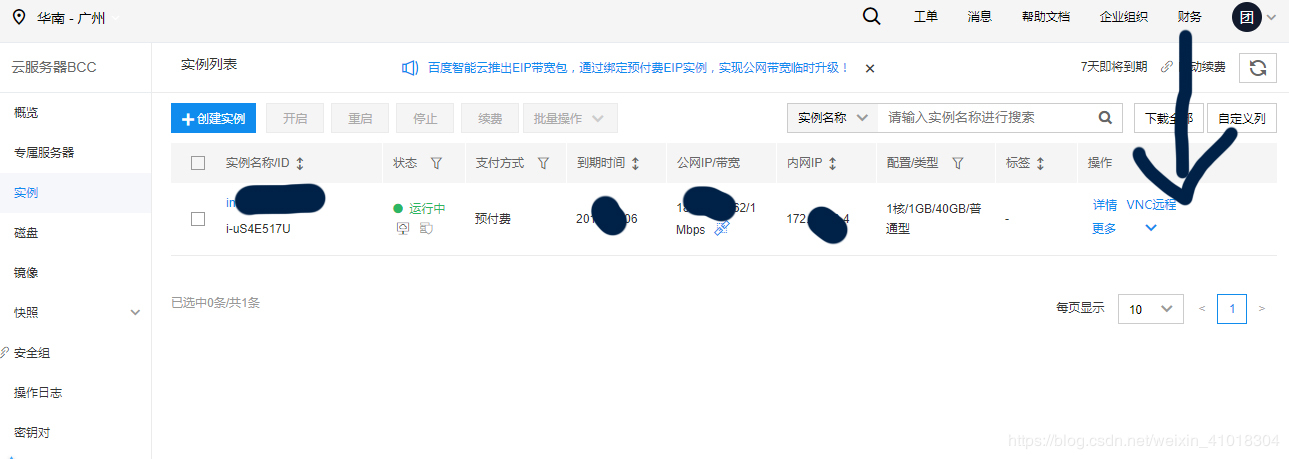 华南 - 广州 工单 消息 帮助文档 企业组织 财务 团
云服务器BCC
实例列表 百度智能云推出EIP带宽包，通过绑定预付费EIP实例，实现公网带宽临时升级！ 7天即将到期 动续费
概览
专属服务器
实例
磁盘
镜像
快照
安全组
操作日志
密钥对
创建实例 开启 重启 停止 续费 批量操作 实例名称 请输入实例名称进行搜索 下载全部 自定义列
实例名称/ID 状态 支付方式 到期时间 公网IP/带宽 内网IP 配置/类型 标签 操作
运行中 预付费 06 62/1 172. 4 1核/1GB/40GB/普 - 详情 VNC远程
i-uS4E517U Mbps 通型 更多
已选中0条/共1条 每页显示 10 < 1 >
https://blog.csdn.net/weixin_41018304